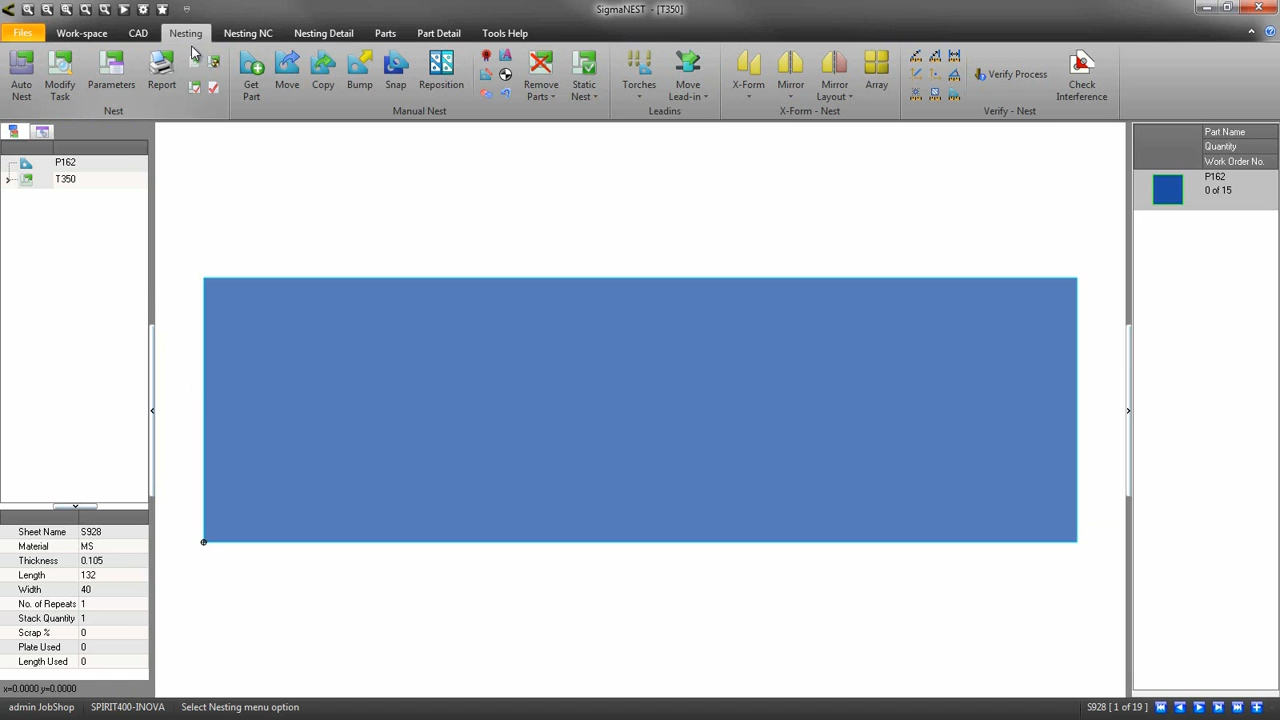 SigmaNEST - [T350]
Files
Work-space
CAD
Nesting
Nesting NC
Nesting Detail
Parts
Part Detail
Tools Help
Auto
Nest
Modify
Task
Parameters
Report
Nest
Get
Part
Move
Copy
Bump
Snap
Reposition
Remove
Parts
Static
Nest
Manual Nest
Torches
Move
Lead-in
Leadins
X-Form
Mirror
Mirror
Layout
Array
X-Form - Nest
Verify Process
Check
Interference
Verify - Nest
P162
T350
Part Name
Quantity
Work Order No.
P162
0 of 15
Sheet Name S928
Material MS
Thickness 0.105
Length 132
Width 40
No. of Repeats 1
Stack Quantity 1
Scrap % 0
Plate Used 0
Length Used 0
x=0.0000 y=0.0000
admin JobShop
SPIRIT400-INOVA
Select Nesting menu option
S928 [ 1 of 19 ]